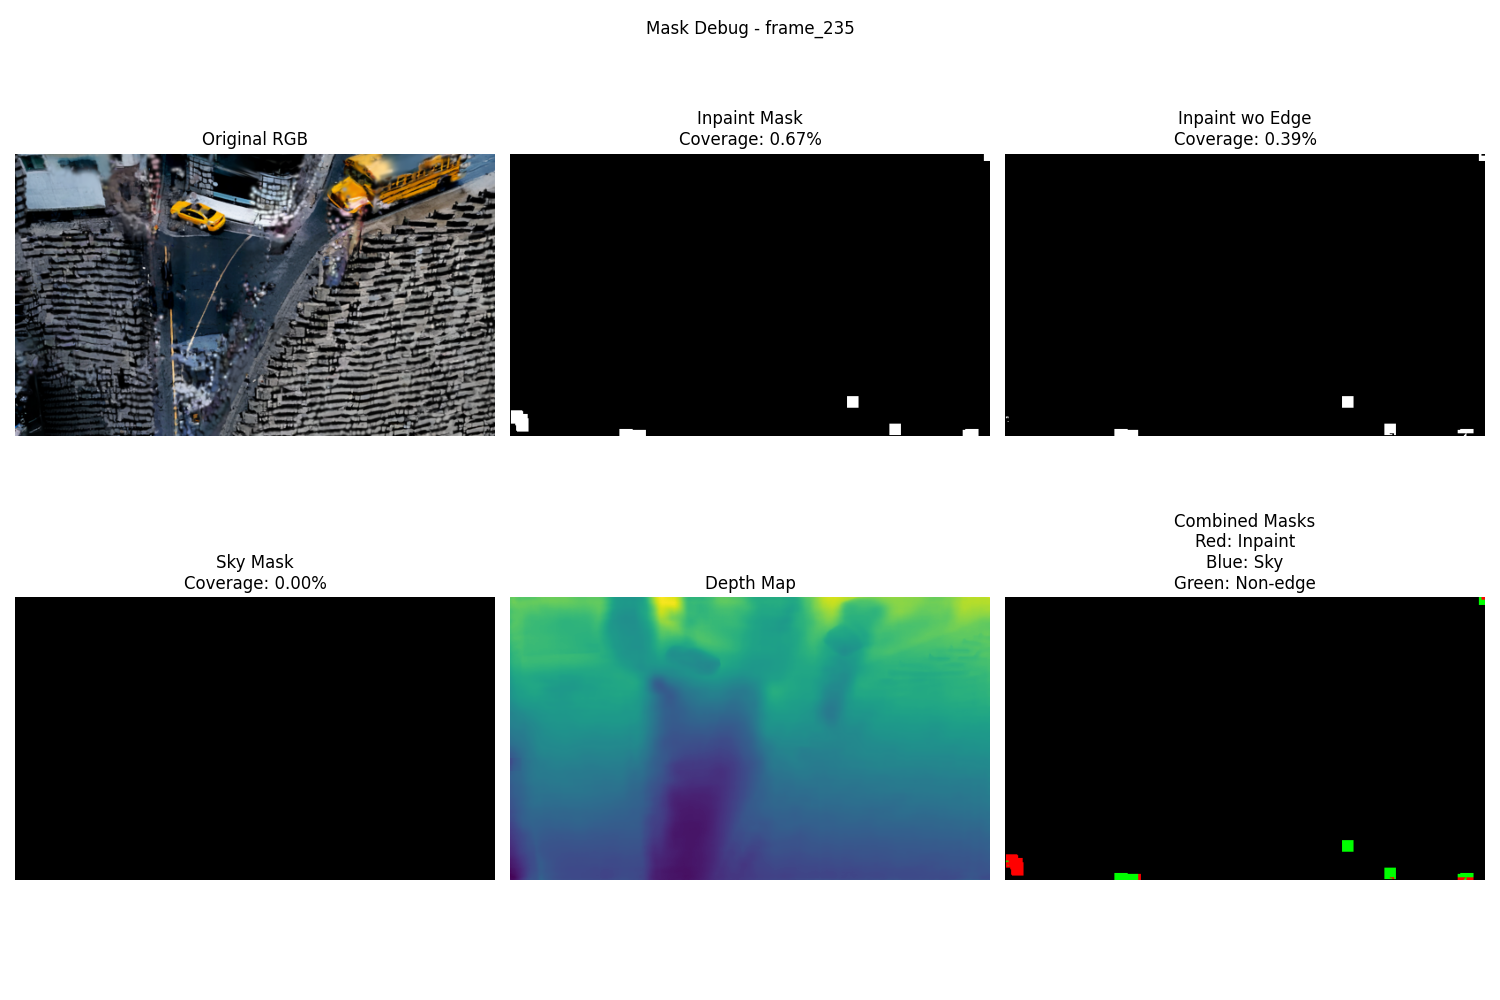 Mask Debug - frame_235
Original RGB
Inpaint Mask
Coverage: 0.67%
Inpaint wo Edge
Coverage: 0.39%
Sky Mask
Coverage: 0.00%
Depth Map
Combined Masks
Red: Inpaint
Blue: Sky
Green: Non-edge